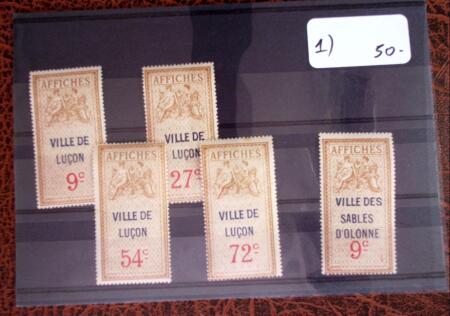 1) 50.-
AFFICHES
VILLE DE
LUÇON
9c
AFFICHES
VILLE DE
LUÇON
27c
AFFICHES
VILLE DE
LUÇON
54c
AFFICHES
VILLE DE
LUÇON
72c
AFFICHES
VILLE DES
SABLES
D'OLONNE
9c